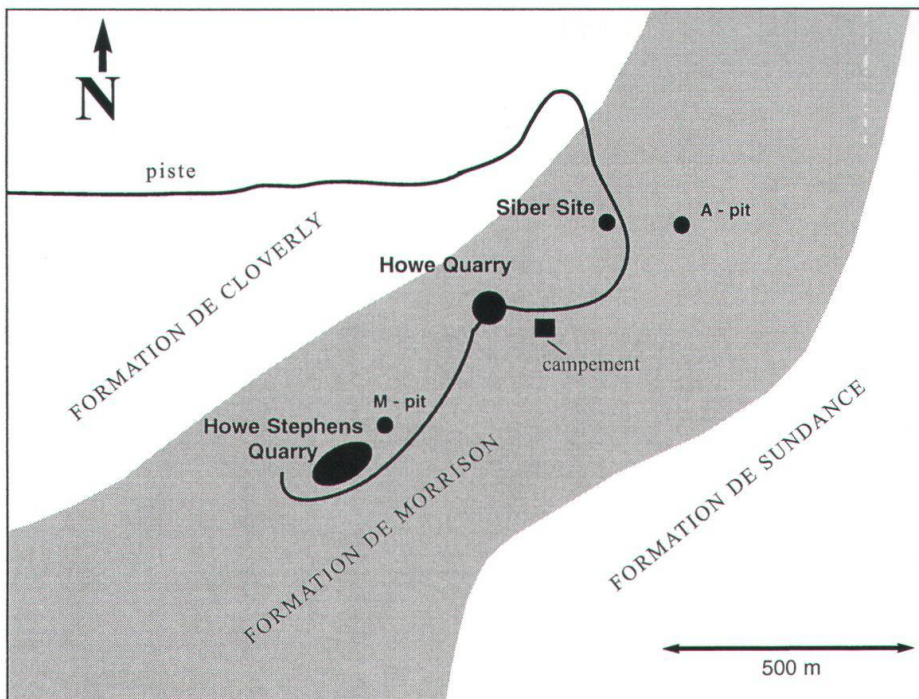 N
piste
Siber Site
A - pit
Howe Quarry
FORMATION DE CLOVERLY
campement
M - pit
Howe Stephens
Quarry
FORMATION DE MORRISON
FORMATION DE SUNDANCE
500 m